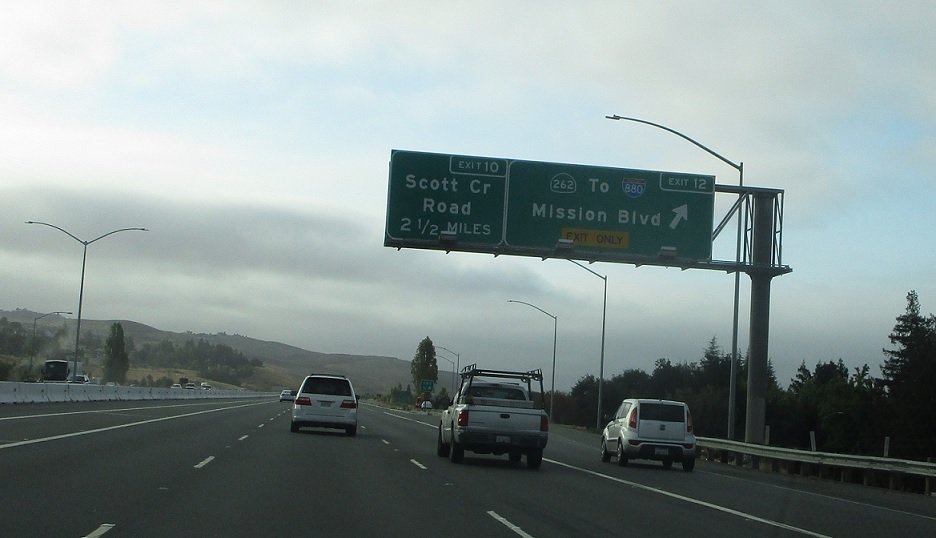 EXIT 10
Scott Cr
Road
2 1/2 MILES
EXIT 12
262 To 880
Mission Blvd
EXIT ONLY